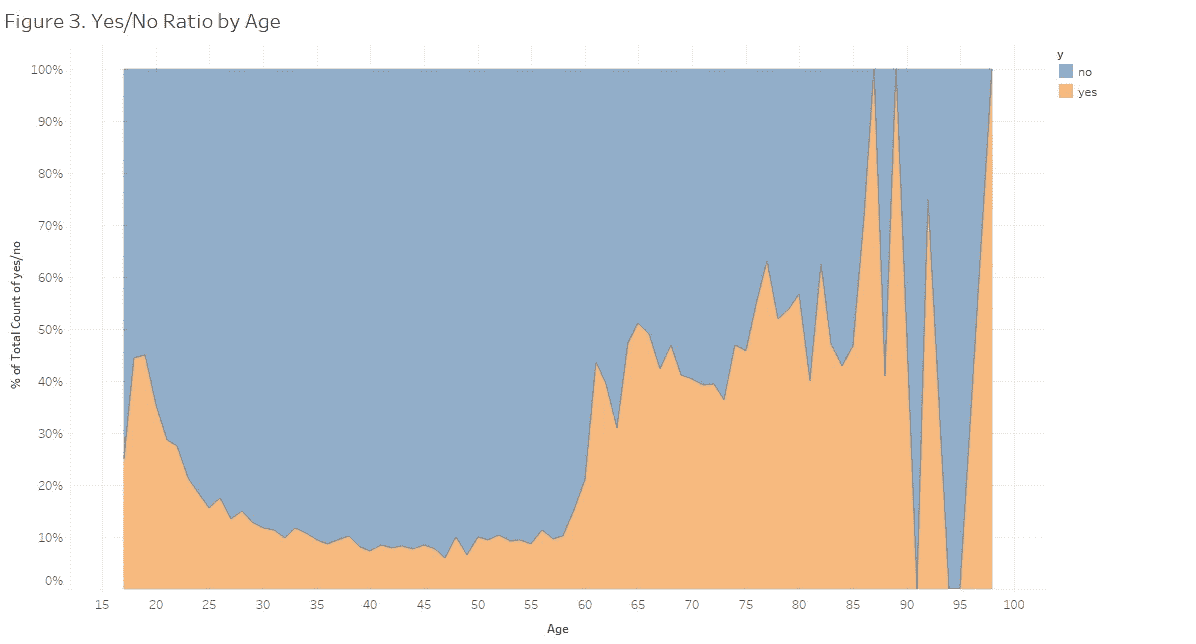 Figure 3. Yes/No Ratio by Age
y
no
yes
100%
90%
80%
70%
60%
50%
40%
30%
20%
10%
0%
% of Total Count of yes/no
15 20 25 30 35 40 45 50 55 60 65 70 75 80 85 90 95 100
Age